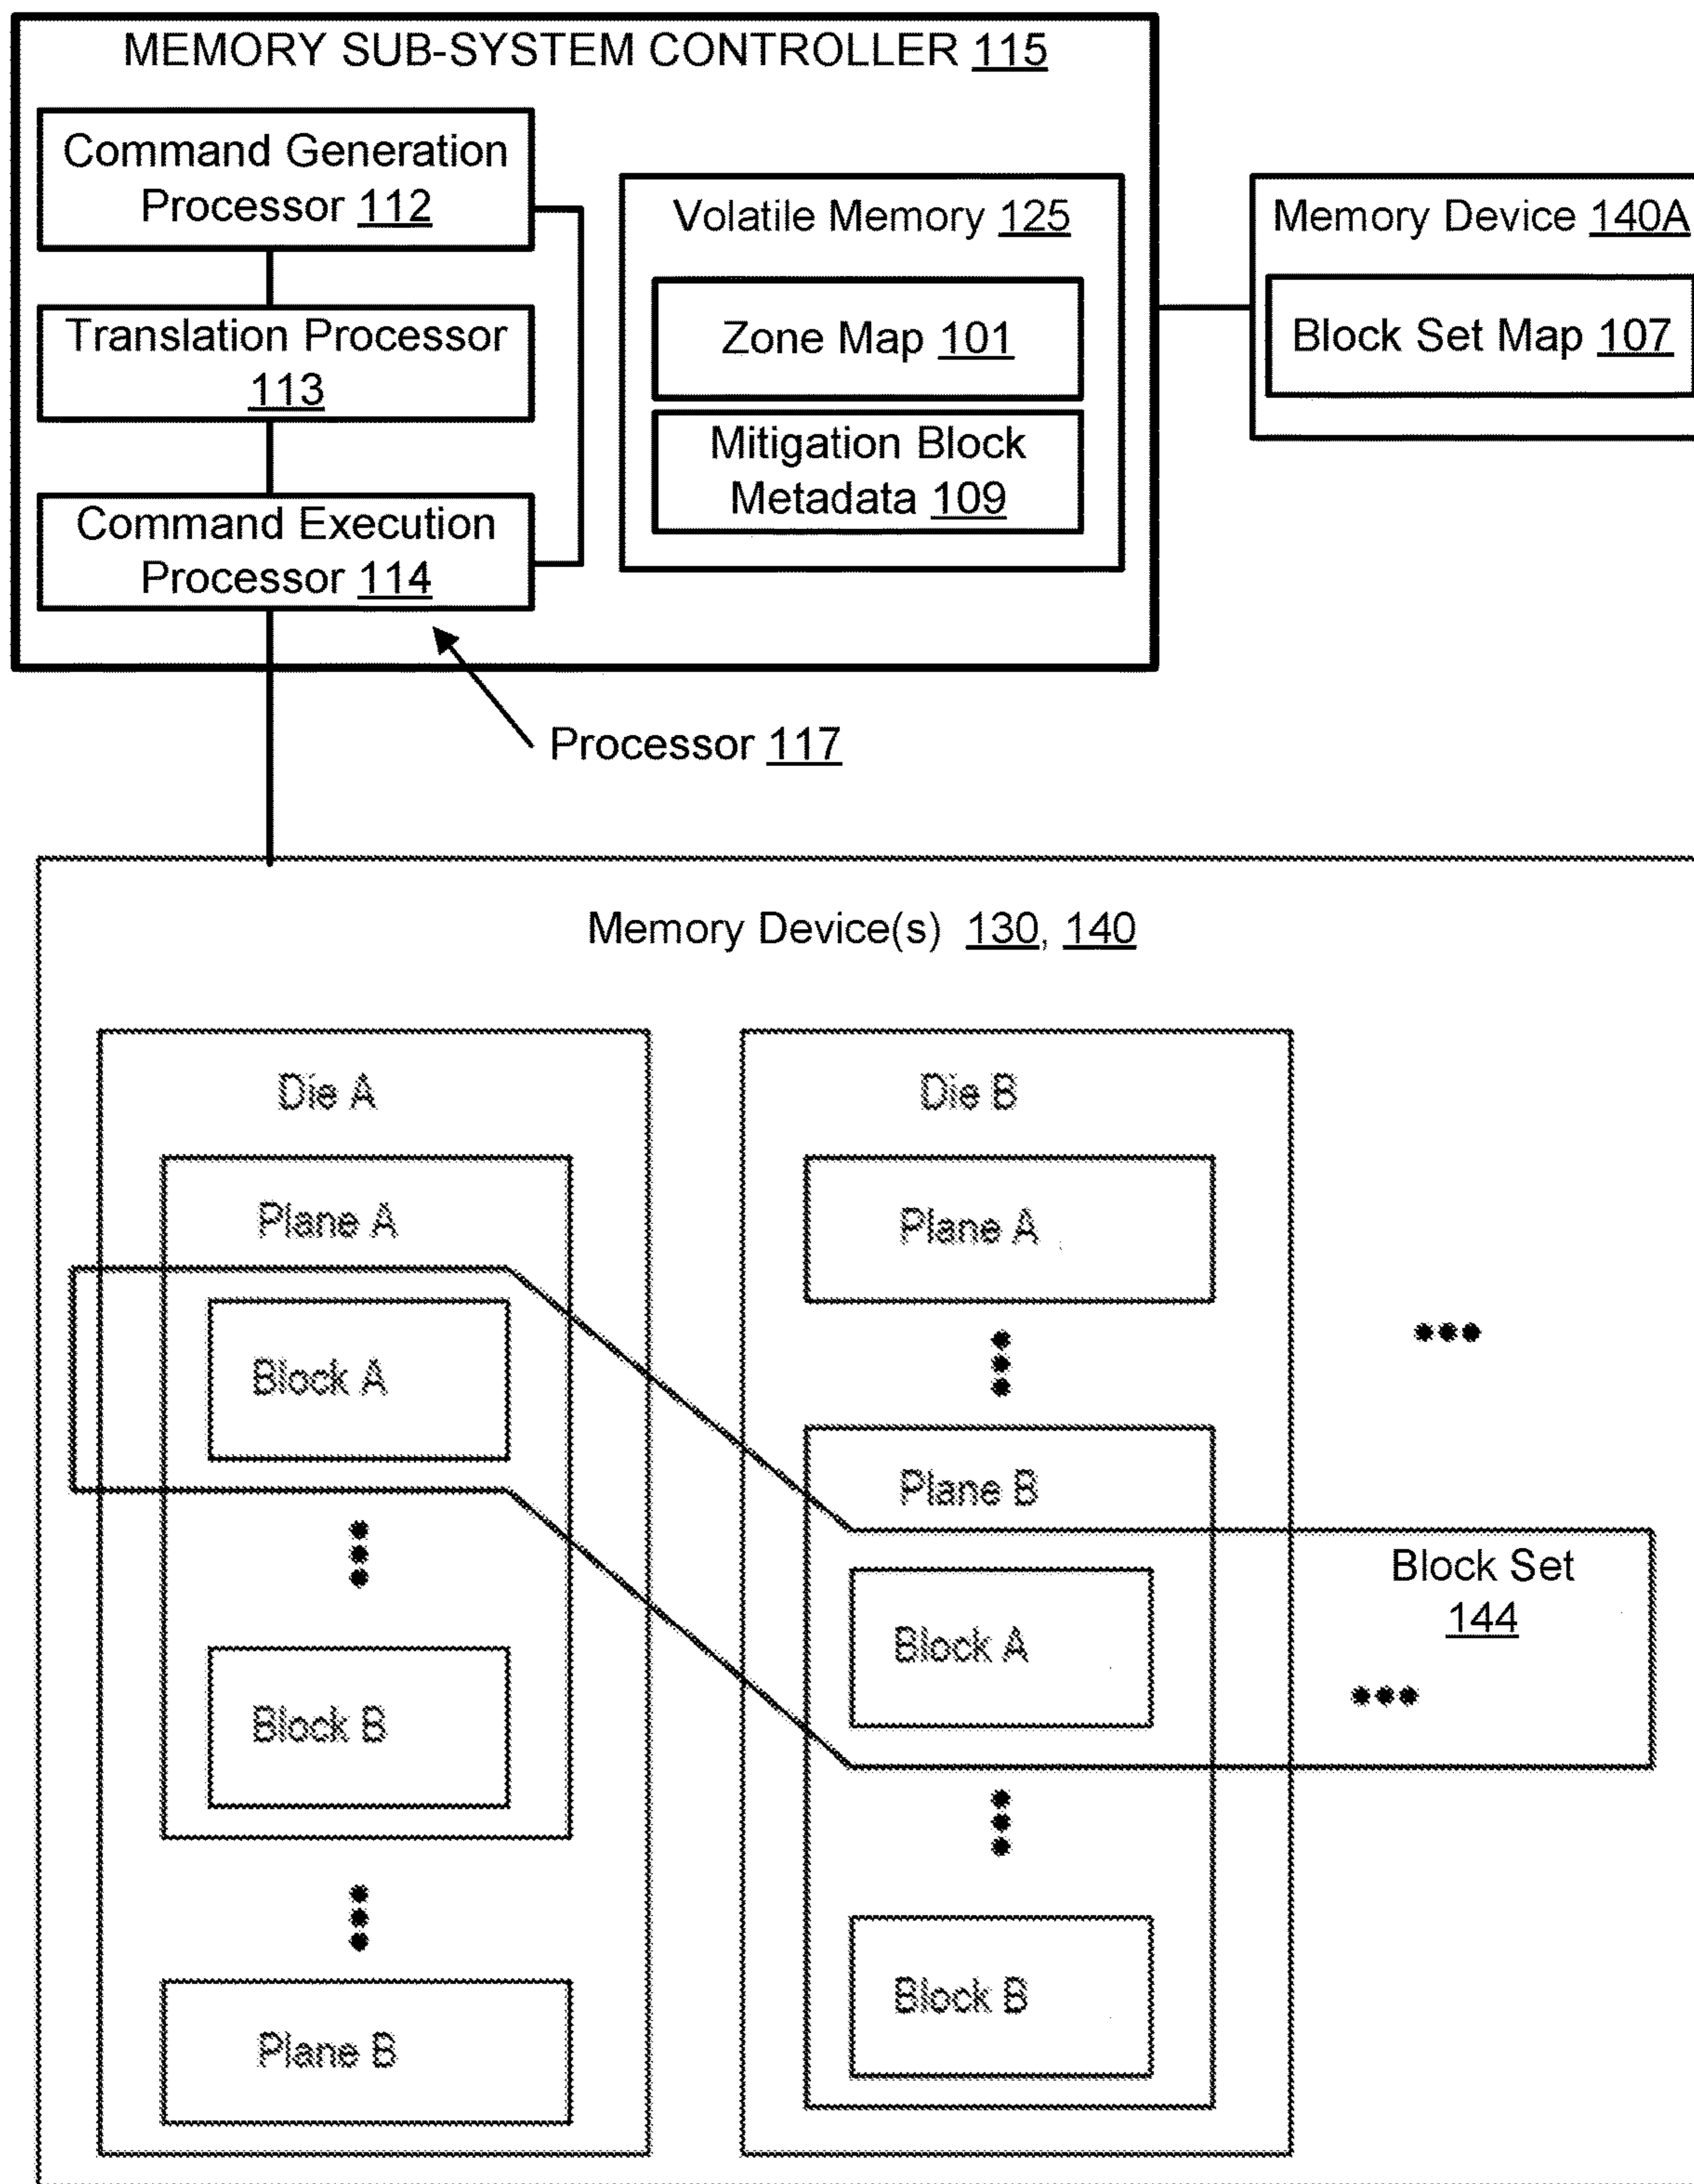 MEMORY SUB-SYSTEM CONTROLLER 115
Command Generation
Processor 112
Translation Processor
113
Command Execution
Processor 114
Volatile Memory 125
Zone Map 101
Mitigation Block
Metadata 109
Memory Device 140A
Block Set Map 107
Processor 117
Memory Device(s) 130, 140
Die A
Plane A
Block A
Block B
Plane B
Die B
Plane A
Plane B
Block A
Block B
Block Set
144